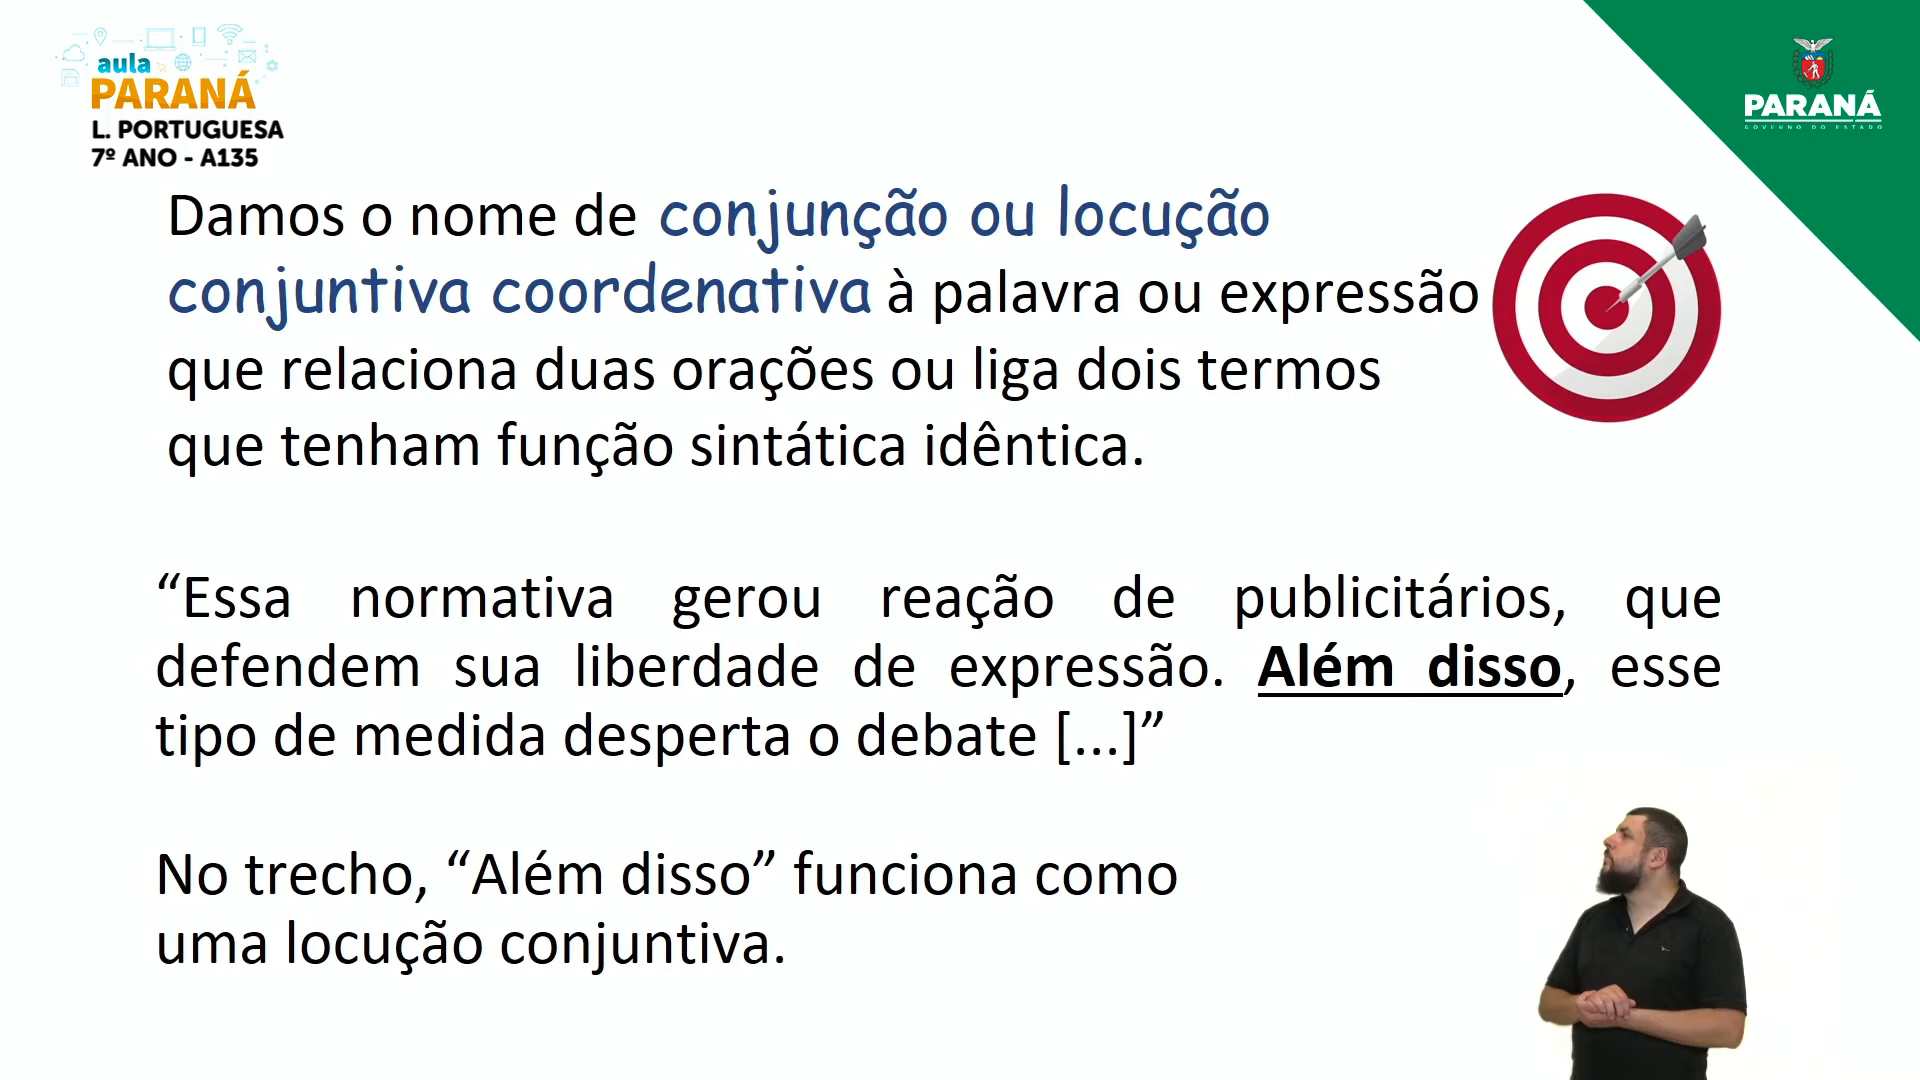 aula
PARANÁ
L. PORTUGUESA
7º ANO - A135
PARANÁ
GOVERNO DO ESTADO
Damos o nome de conjunção ou locução
conjuntiva coordenativa à palavra ou expressão
que relaciona duas orações ou liga dois termos
que tenham função sintática idêntica.
“Essa normativa gerou reação de publicitários, que
defendem sua liberdade de expressão. Além disso, esse
tipo de medida desperta o debate [...]”
No trecho, “Além disso” funciona como
uma locução conjuntiva.